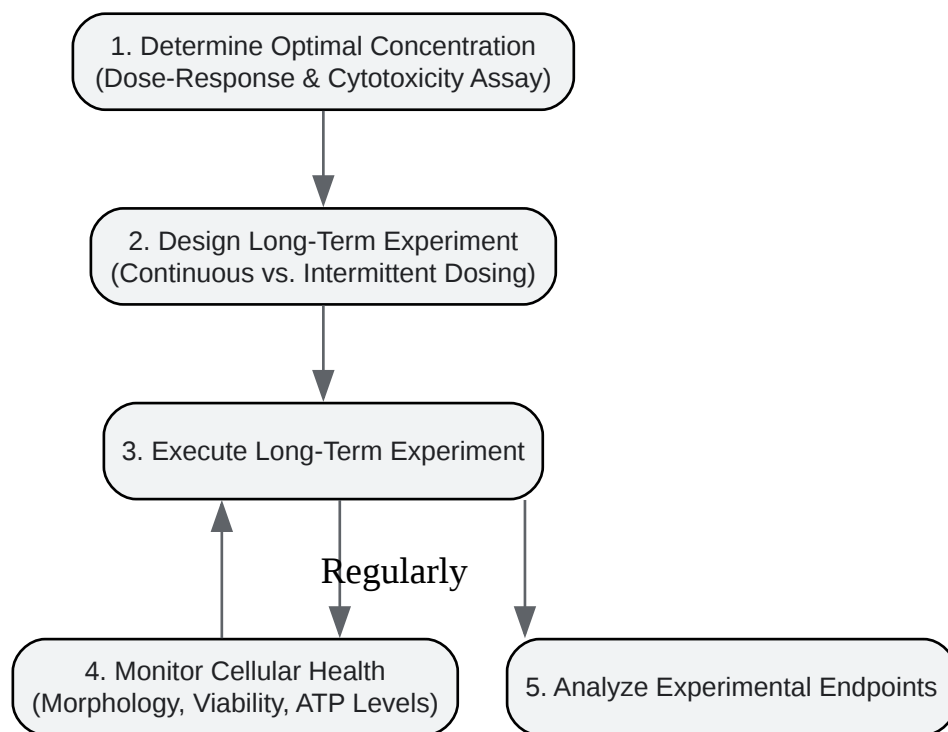 1. Determine Optimal Concentration
(Dose-Response & Cytotoxicity Assay)
2. Design Long-Term Experiment
(Continuous vs. Intermittent Dosing)
3. Execute Long-Term Experiment
Regularly
4. Monitor Cellular Health
(Morphology, Viability, ATP Levels)
5. Analyze Experimental Endpoints